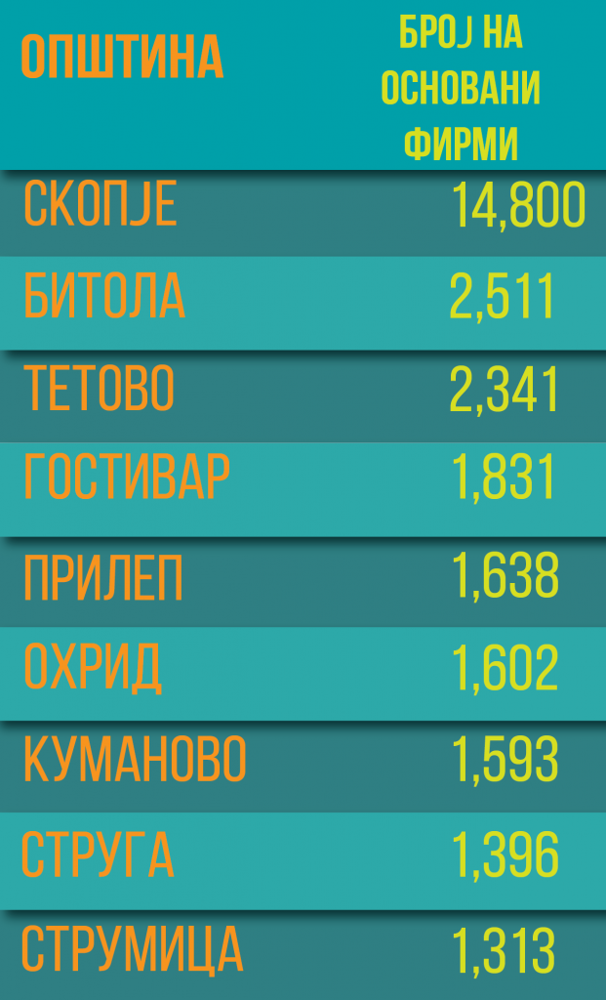 ОПШТИНА
БРОЈ НА
ОСНОВАНИ
ФИРМИ
СКОПЈЕ 14,800
БИТОЛА 2,511
ТЕТОВО 2,341
ГОСТИВАР 1,831
ПРИЛЕП 1,638
ОХРИД 1,602
КУМАНОВО 1,593
СТРУГА 1,396
СТРУМИЦА 1,313